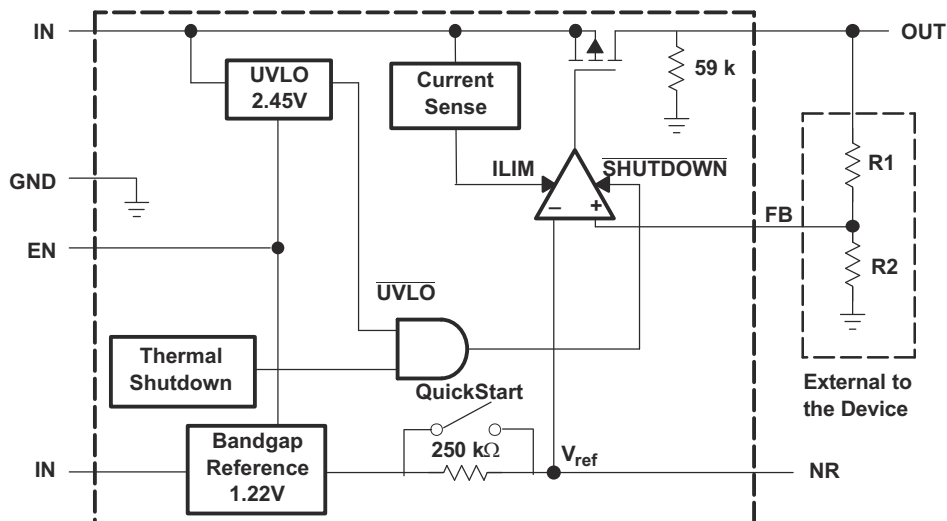 IN
OUT
UVLO
2.45V
Current
Sense
59 k
GND
ILIM
SHUTDOWN
R1
– +
FB
EN
R2
UVLO
Thermal
Shutdown
QuickStart
External to
the Device
IN
Bandgap
Reference
1.22V
250 kΩ
Vref
NR